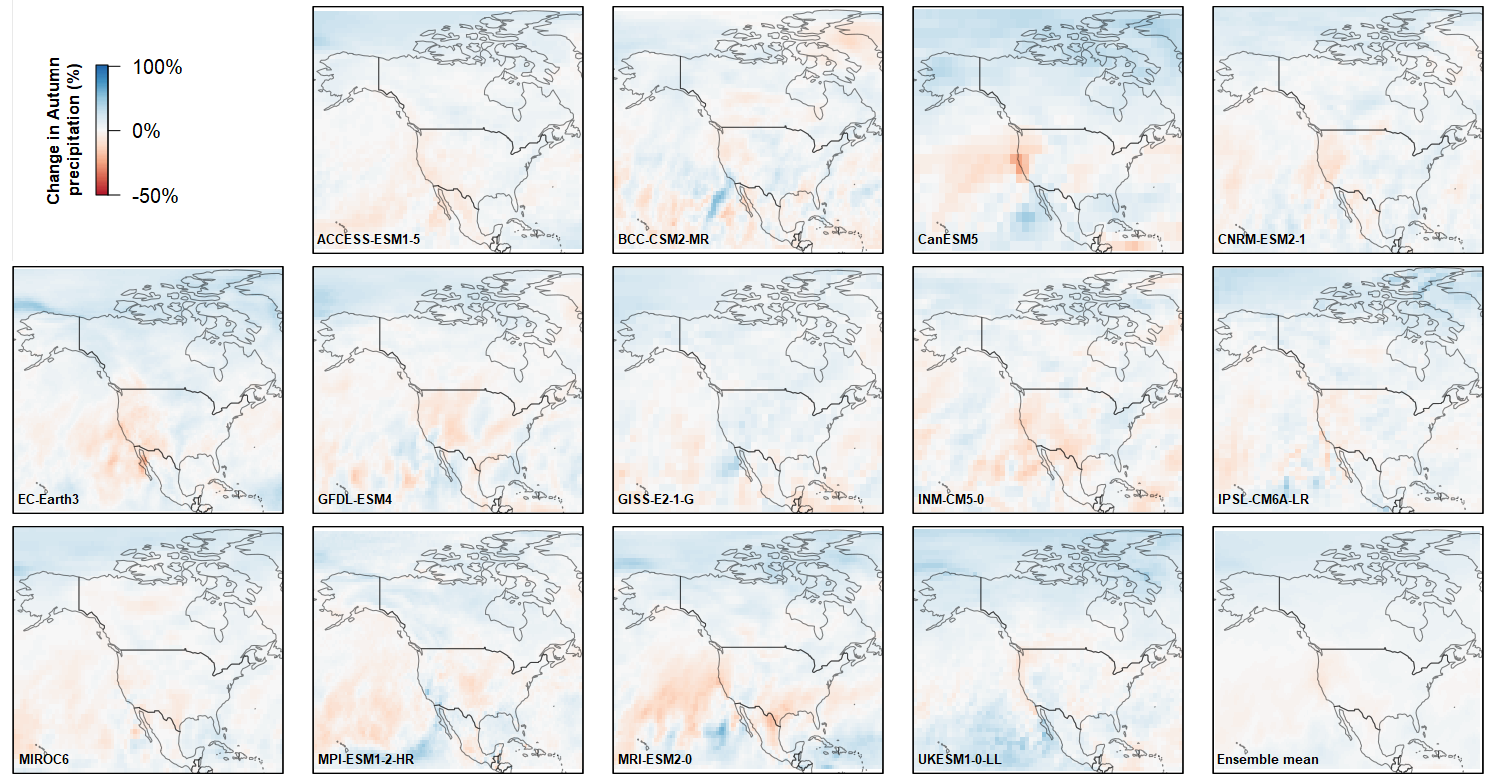 Change in Autumn
precipitation (%)
100%
0%
-50%
ACCESS-ESM1-5
BCC-CSM2-MR
CanESM5
CNRM-ESM2-1
EC-Earth3
GFDL-ESM4
GISS-E2-1-G
INM-CM5-0
IPSL-CM6A-LR
MIROC6
MPI-ESM1-2-HR
MRI-ESM2-0
UKESM1-0-LL
Ensemble mean